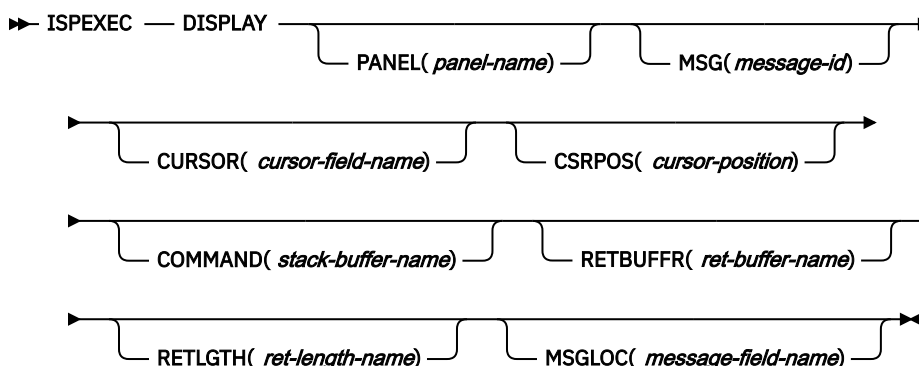 ISPEXEC DISPLAY
PANEL( panel-name) MSG( message-id)
CURSOR( cursor-field-name) CSRPOS( cursor-position)
COMMAND( stack-buffer-name) RETBUFFR( ret-buffer-name)
RETLGTH( ret-length-name) MSGLOC( message-field-name)